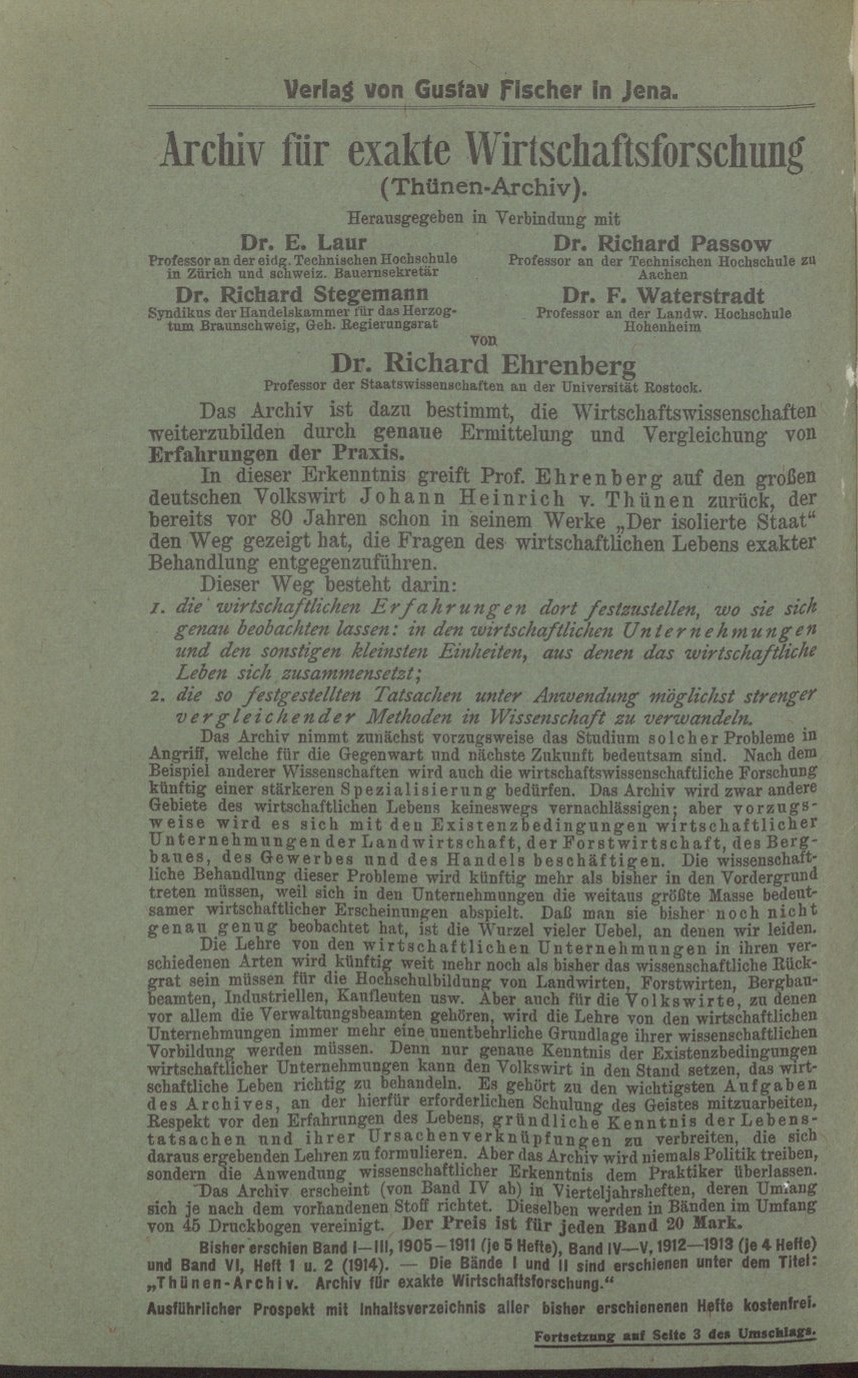 Verlag von Gustav Fischer in Jena.
Archiv für exakte Wirtschaftsforschung
(Thünen-Archiv).
Herausgegeben in Verbindung mit
Dr. E. Laur
Professor an der eidg. Technischen Hochschule
in Zürich und schweiz. Bauernsekretär
Dr. Richard Passow
Professor an der Technischen Hochschule zu
Aachen
Dr. Richard Stegemann
Syndikus der Handelskammer für das Herzog-
tum Braunschweig, Geh. Regierungsrat
Dr. F. Waterstradt
Professor an der Landw. Hochschule
Hohenheim
von
Dr. Richard Ehrenberg
Professor der Staatswissenschaften an der Universität Rostock.
Das Archiv ist dazu bestimmt, die Wirtschaftswissenschaften
weiterzubilden durch genaue Ermittelung und Vergleichung von
Erfahrungen der Praxis.
In dieser Erkenntnis greift Prof. Ehrenberg auf den großen
deutschen Volkswirt Johann Heinrich v. Thünen zurück, der
bereits vor 80 Jahren schon in seinem Werke „Der isolierte Staat“
den Weg gezeigt hat, die Fragen des wirtschaftlichen Lebens exakter
Behandlung entgegenzuführen.
Dieser Weg besteht darin:
1. die wirtschaftlichen Erfahrungen dort festzustellen, wo sie sich
genau beobachten lassen: in den wirtschaftlichen Unternehmungen
und den sonstigen kleinsten Einheiten, aus denen das wirtschaftliche
Leben sich zusammensetzt;
2. die so festgestellten Tatsachen unter Anwendung möglichst strenger
vergleichender Methoden in Wissenschaft zu verwandeln.
Das Archiv nimmt zunächst vorzugsweise das Studium solcher Probleme in
Angriff, welche für die Gegenwart und nächste Zukunft bedeutsam sind. Nach dem
Beispiel anderer Wissenschaften wird auch die wirtschaftswissenschaftliche Forschung
künftig einer stärkeren Spezialisierung bedürfen. Das Archiv wird zwar andere
Gebiete des wirtschaftlichen Lebens keineswegs vernachlässigen; aber vorzugs-
weise wird es sich mit den Existenzbedingungen wirtschaftlicher
Unternehmungen der Landwirtschaft, der Forstwirtschaft, des Berg-
baues, des Gewerbes und des Handels beschäftigen. Die wissenschaft-
liche Behandlung dieser Probleme wird künftig mehr als bisher in den Vordergrund
treten müssen, weil sich in den Unternehmungen die weitaus größte Masse bedeut-
samer wirtschaftlicher Erscheinungen abspielt. Daß man sie bisher noch nicht
genau genug beobachtet hat, ist die Wurzel vieler Uebel, an denen wir leiden.
Die Lehre von den wirtschaftlichen Unternehmungen in ihren ver-
schiedenen Arten wird künftig weit mehr noch als bisher das wissenschaftliche Rück-
grat sein müssen für die Hochschulbildung von Landwirten, Forstwirten, Bergbau-
beamten, Industriellen, Kaufleuten usw. Aber auch für die Volkswirte, zu denen
vor allem die Verwaltungsbeamten gehören, wird die Lehre von den wirtschaftlichen
Unternehmungen immer mehr eine unentbehrliche Grundlage ihrer wissenschaftlichen
Vorbildung werden müssen. Denn nur genaue Kenntnis der Existenzbedingungen
wirtschaftlicher Unternehmungen kann den Volkswirt in den Stand setzen, das wirt-
schaftliche Leben richtig zu behandeln. Es gehört zu den wichtigsten Aufgaben
des Archives, an der hierfür erforderlichen Schulung des Geistes mitzuarbeiten,
Respekt vor den Erfahrungen des Lebens, gründliche Kenntnis der Lebens-
tatsachen und ihrer Ursachenverknüpfungen zu verbreiten, die sich
daraus ergebenden Lehren zu formulieren. Aber das Archiv wird niemals Politik treiben,
sondern die Anwendung wissenschaftlicher Erkenntnis dem Praktiker überlassen.
Das Archiv erscheint (von Band IV ab) in Vierteljahrsheften, deren Umfang
sich je nach dem vorhandenen Stoff richtet. Dieselben werden in Bänden im Umfang
von 45 Druckbogen vereinigt. Der Preis ist für jeden Band 20 Mark.
Bisher erschien Band I—III, 1905—1911 (je 5 Hefte), Band IV—V, 1912—1913 (je 4 Hefte)
und Band VI, Heft 1 u. 2 (1914). — Die Bände I und II sind erschienen unter dem Titel:
„Thünen-Archiv. Archiv für exakte Wirtschaftsforschung.“
Ausführlicher Prospekt mit Inhaltsverzeichnis aller bisher erschienenen Hefte kostenfrei.
Fortsetzung auf Seite 3 des Umschlags.